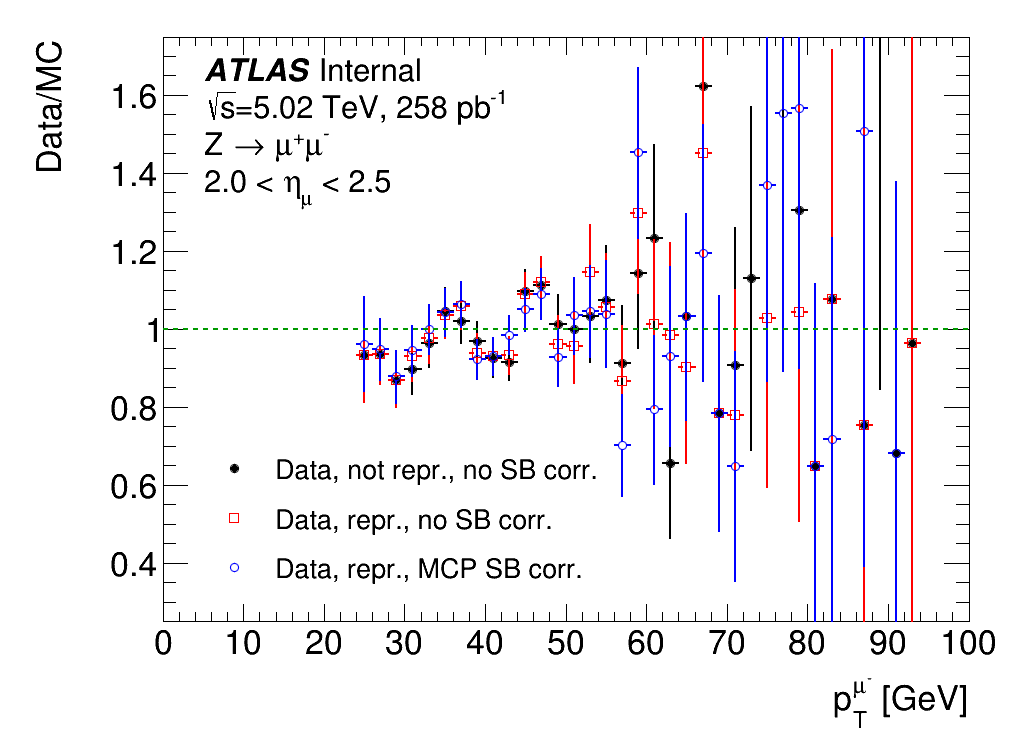 Data/MC
ATLAS Internal
√s=5.02 TeV, 258 pb⁻¹
Z → μ⁺μ⁻
2.0 < η_μ < 2.5
1.6
1.4
1.2
1
0.8
0.6
0.4
Data, not repr., no SB corr.
Data, repr., no SB corr.
Data, repr., MCP SB corr.
0 10 20 30 40 50 60 70 80 90 100
p_T^μ⁻ [GeV]